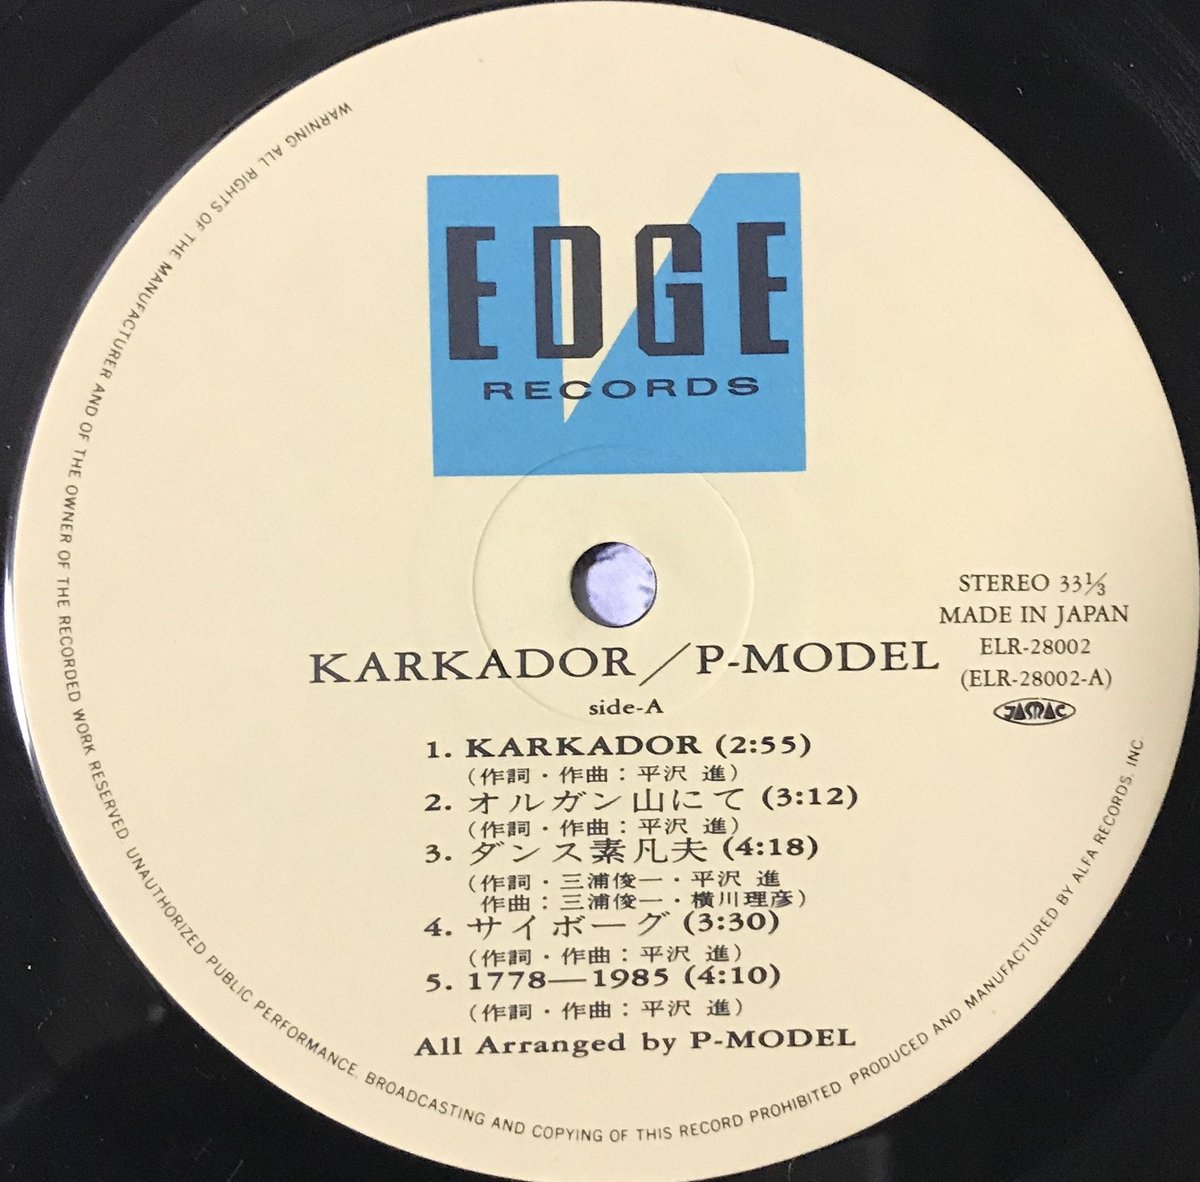 EDGE
RECORDS
STEREO 33⅓
MADE IN JAPAN
ELR-28002
(ELR-28002-A)
JASRAC
KARKADOR／P-MODEL
side-A
1. KARKADOR (2:55)
(作詞・作曲：平沢 進)
2. オルガン山にて (3:12)
(作詞・作曲：平沢 進)
3. ダンス素凡夫 (4:18)
(作詞・三浦俊一・平沢 進
作曲：三浦俊一・横川理彦)
4. サイボーグ (3:30)
(作詞・作曲：平沢 進)
5. 1778—1985 (4:10)
(作詞・作曲：平沢 進)
All Arranged by P-MODEL
WARNING ALL RIGHTS OF THE MANUFACTURER AND OF THE OWNER OF THE RECORDED WORK RESERVED. UNAUTHORIZED PUBLIC PERFORMANCE. BROADCASTING AND COPYING OF THIS RECORD PROHIBITED PRODUCED AND MANUFACTURED BY ALFA RECORDS. INC